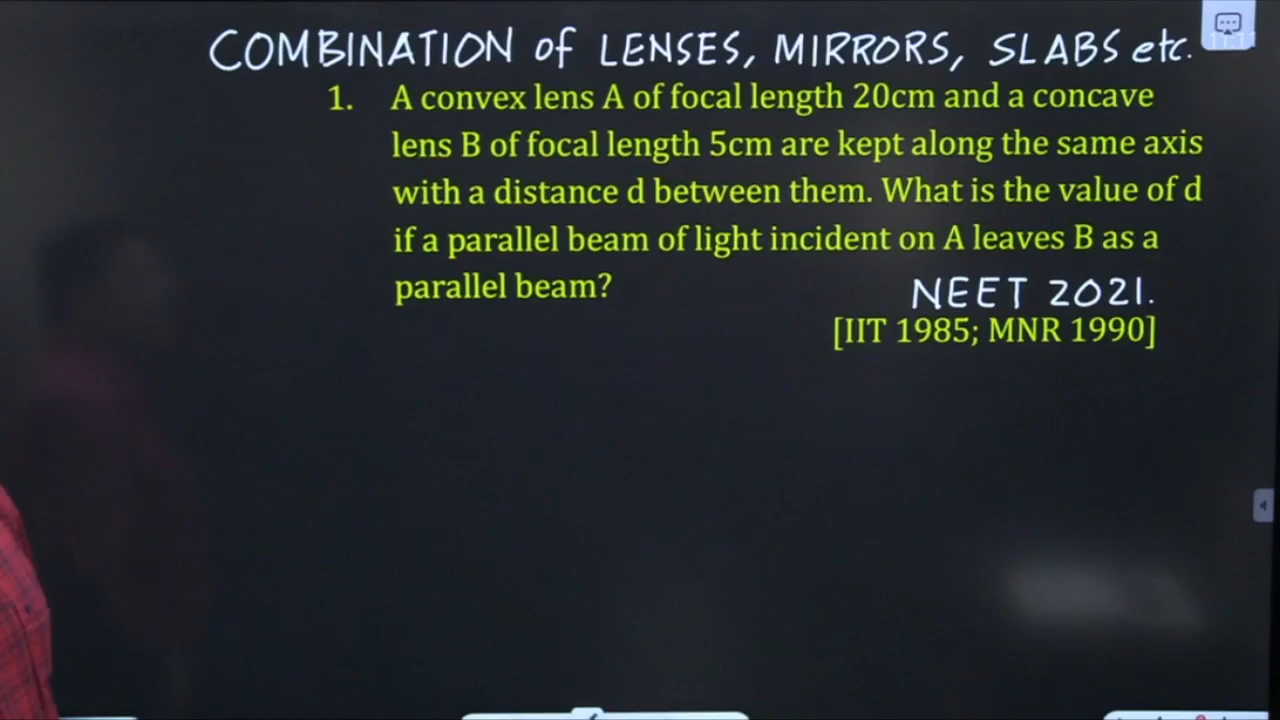 COMBINATION of LENSES, MIRRORS, SLABS etc.
1. A convex lens A of focal length 20cm and a concave
lens B of focal length 5cm are kept along the same axis
with a distance d between them. What is the value of d
if a parallel beam of light incident on A leaves B as a
parallel beam?
NEET 2021.
[IIT 1985; MNR 1990]